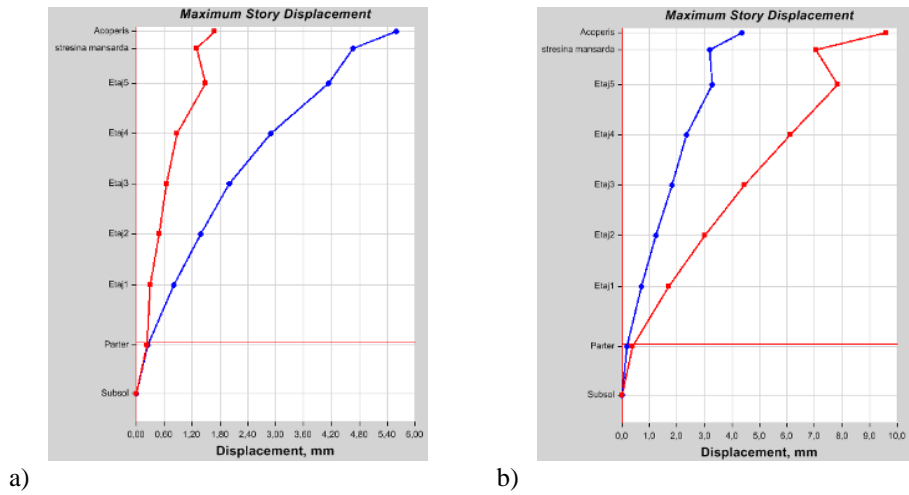 Maximum Story Displacement
Acoperis
stresina mansarda
Etaj5
Etaj4
Etaj3
Etaj2
Etaj1
Parter
Subsol
0,00 0,60 1,20 1,80 2,40 3,00 3,60 4,20 4,80 5,40 6,00
Displacement, mm
a)
Maximum Story Displacement
Acoperis
stresina mansarda
Etaj5
Etaj4
Etaj3
Etaj2
Etaj1
Parter
Subsol
0,0 1,0 2,0 3,0 4,0 5,0 6,0 7,0 8,0 9,0 10,0
Displacement, mm
b)